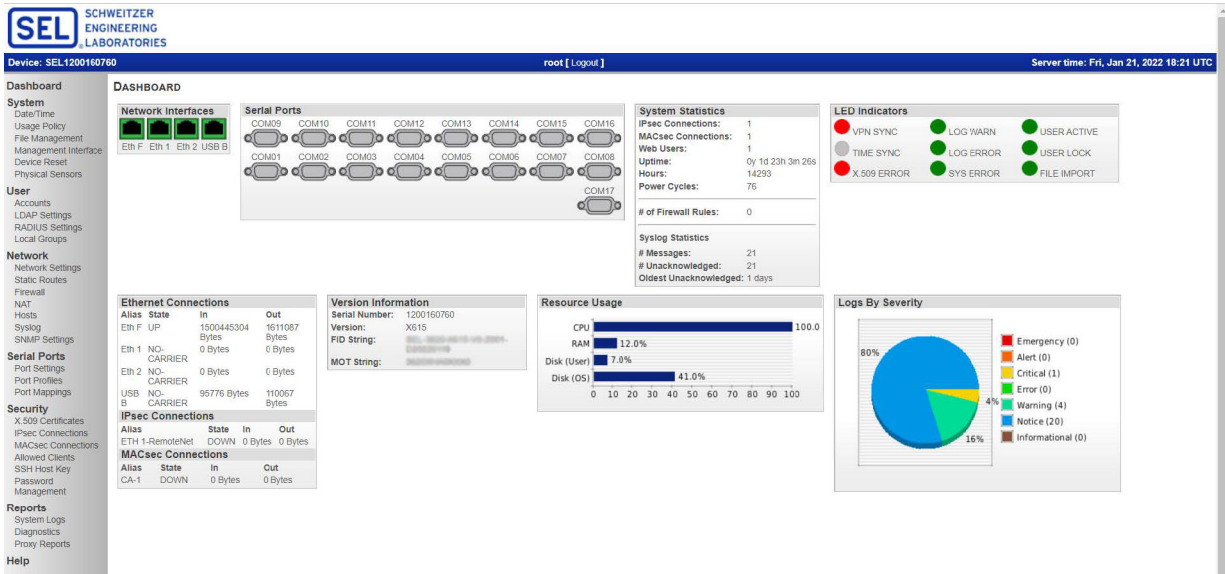 SEL SCHWEITZER
ENGINEERING
LABORATORIES
Device: SEL1200160760 root [ Logout ] Server time: Fri, Jan 21, 2022 18:21 UTC
Dashboard
System
Date/Time
Usage Policy
File Management
Management Interface
Device Reset
Physical Sensors
User
Accounts
LDAP Settings
RADIUS Settings
Local Groups
Network
Network Settings
Static Routes
Firewall
NAT
Hosts
Syslog
SNMP Settings
Serial Ports
Port Settings
Port Profiles
Port Mappings
Security
X.509 Certificates
IPsec Connections
MACsec Connections
Allowed Clients
SSH Host Key
Password
Management
Reports
System Logs
Diagnostics
Proxy Reports
Help
DASHBOARD
Network Interfaces
Eth F Eth 1 Eth 2 USB B
Serial Ports
COM09 COM10 COM11 COM12 COM13 COM14 COM15 COM16
COM01 COM02 COM03 COM04 COM05 COM06 COM07 COM08
COM17
System Statistics
IPsec Connections: 1
MACsec Connections: 1
Web Users: 1
Uptime: 0y 1d 23h 3m 26s
Hours: 14293
Power Cycles: 76
# of Firewall Rules: 0
Syslog Statistics
# Messages: 21
# Unacknowledged: 21
Oldest Unacknowledged: 1 days
LED Indicators
VPN SYNC LOG WARN USER ACTIVE
TIME SYNC LOG ERROR USER LOCK
X.509 ERROR SYS ERROR FILE IMPORT
Ethernet Connections
Alias State In Out
Eth F UP 1500445304 1611087
Bytes Bytes
Eth 1 NO- 0 Bytes 0 Bytes
CARRIER
Eth 2 NO- 0 Bytes 0 Bytes
CARRIER
USB NO- 95776 Bytes 110067
B CARRIER Bytes
IPsec Connections
Alias State In Out
ETH 1-RemoteNet DOWN 0 Bytes 0 Bytes
MACsec Connections
Alias State In Out
CA-1 DOWN 0 Bytes 0 Bytes
Version Information
Serial Number: 1200160760
Version: X615
FID String:
MOT String:
Resource Usage
CPU 100.0
RAM 12.0%
Disk (User) 7.0%
Disk (OS) 41.0%
0 10 20 30 40 50 60 70 80 90 100
Logs By Severity
80%
4%
16%
Emergency (0)
Alert (0)
Critical (1)
Error (0)
Warning (4)
Notice (20)
Informational (0)